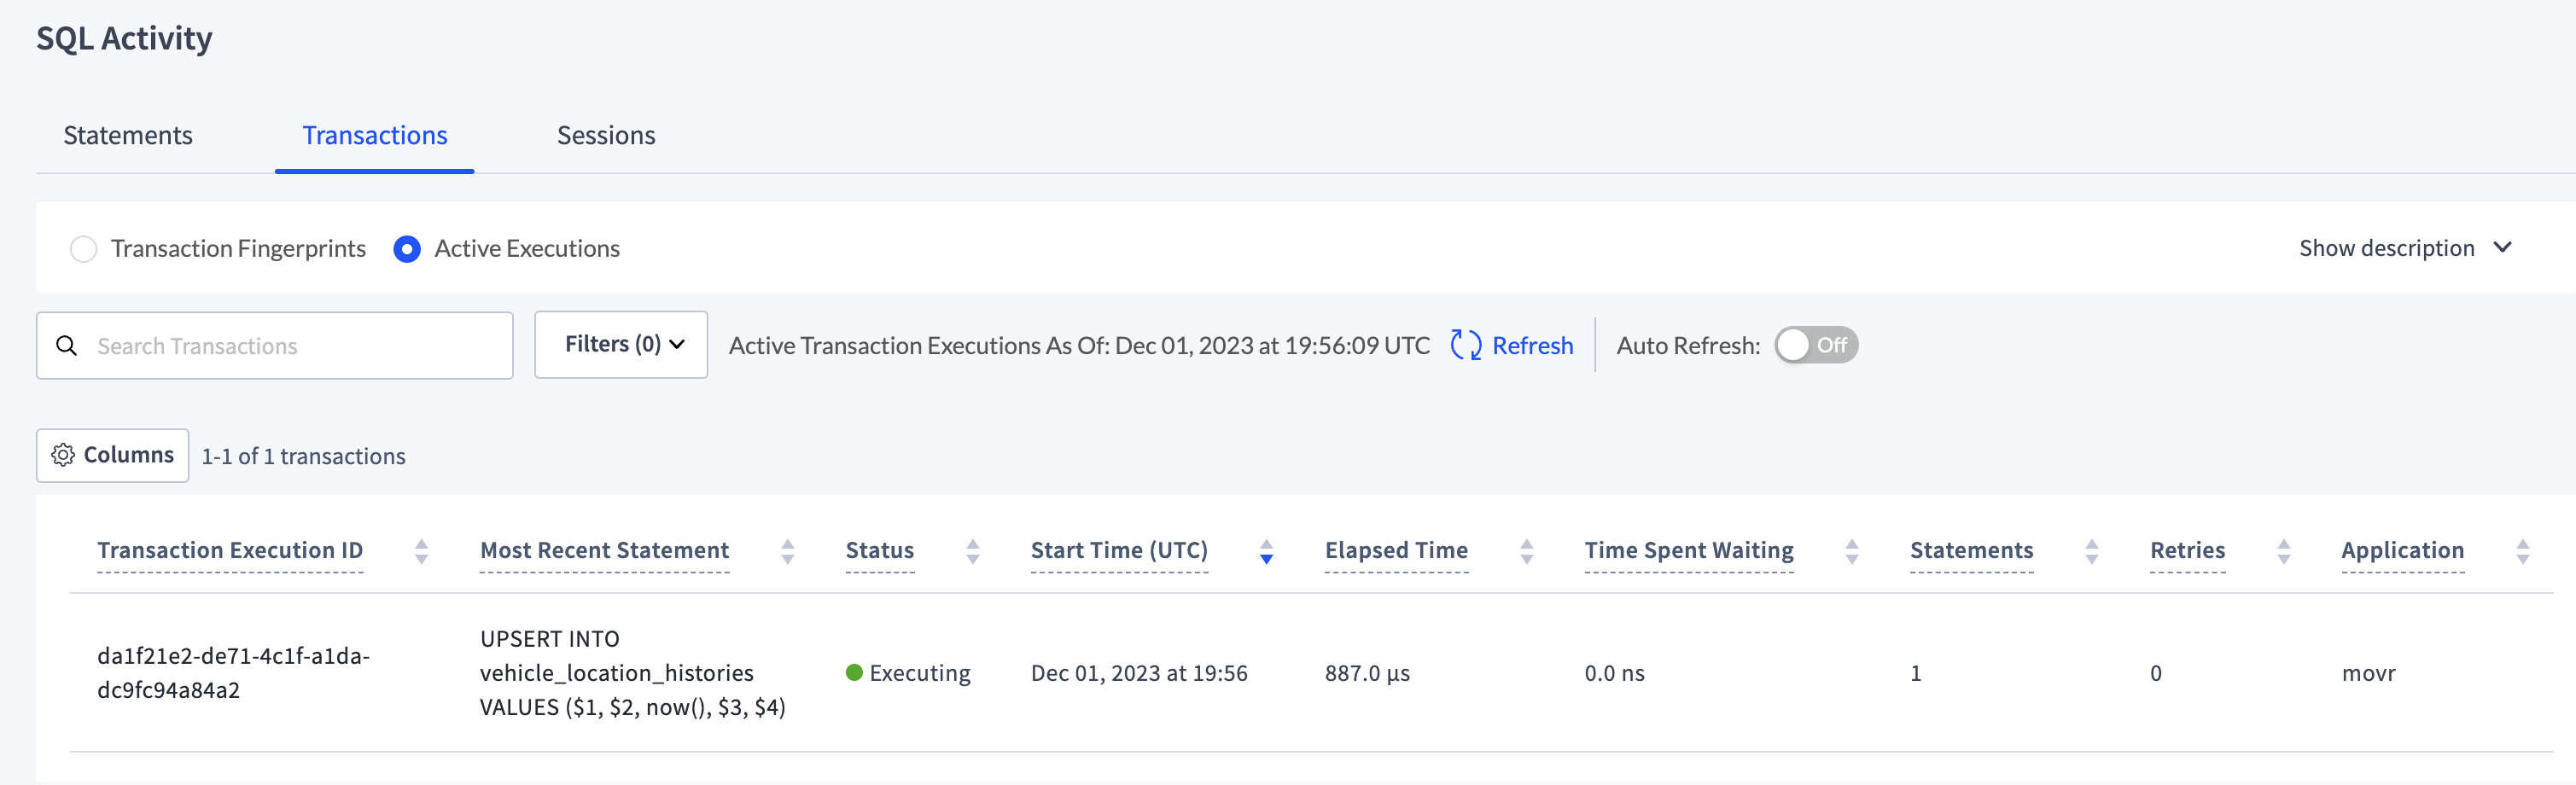 SQL Activity
Statements Transactions Sessions
Transaction Fingerprints Active Executions Show description
Search Transactions Filters (0) Active Transaction Executions As Of: Dec 01, 2023 at 19:56:09 UTC Refresh Auto Refresh: Off
Columns 1-1 of 1 transactions
Transaction Execution ID Most Recent Statement Status Start Time (UTC) Elapsed Time Time Spent Waiting Statements Retries Application
da1f21e2-de71-4c1f-a1da-
dc9fc94a84a2
UPSERT INTO
vehicle_location_histories
VALUES ($1, $2, now(), $3, $4)
Executing Dec 01, 2023 at 19:56 887.0 µs 0.0 ns 1 0 movr